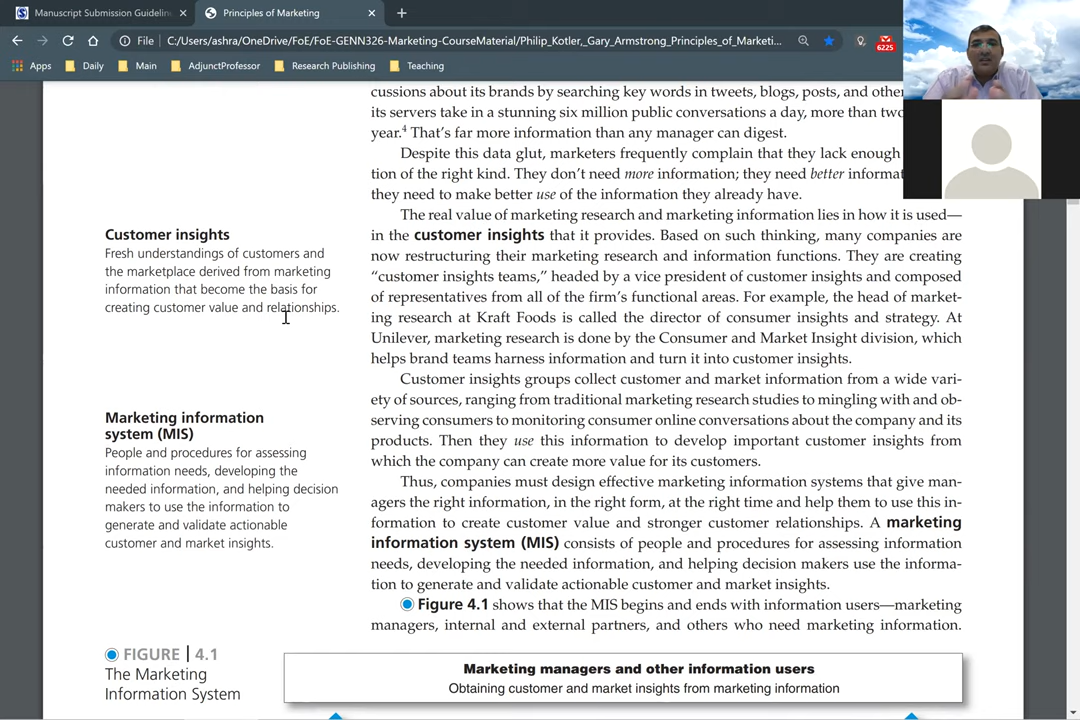 Manuscript Submission Guidelin
Principles of Marketing
File
C:/Users/ashra/OneDrive/FoE/FoE-GENN326-Marketing-CourseMaterial/Philip_Kotler,_Gary_Armstrong_Principles_of_Marketi...
6225
Apps
Daily
Main
AdjunctProfessor
Research Publishing
Teaching
cussions about its brands by searching key words in tweets, blogs, posts, and other
its servers take in a stunning six million public conversations a day, more than two
year.4 That's far more information than any manager can digest.
Despite this data glut, marketers frequently complain that they lack enough
tion of the right kind. They don't need more information; they need better informat
they need to make better use of the information they already have.
The real value of marketing research and marketing information lies in how it is used—
in the customer insights that it provides. Based on such thinking, many companies are
now restructuring their marketing research and information functions. They are creating
“customer insights teams,” headed by a vice president of customer insights and composed
of representatives from all of the firm's functional areas. For example, the head of market-
ing research at Kraft Foods is called the director of consumer insights and strategy. At
Unilever, marketing research is done by the Consumer and Market Insight division, which
helps brand teams harness information and turn it into customer insights.
Customer insights groups collect customer and market information from a wide vari-
ety of sources, ranging from traditional marketing research studies to mingling with and ob-
serving consumers to monitoring consumer online conversations about the company and its
products. Then they use this information to develop important customer insights from
which the company can create more value for its customers.
Thus, companies must design effective marketing information systems that give man-
agers the right information, in the right form, at the right time and help them to use this in-
formation to create customer value and stronger customer relationships. A marketing
information system (MIS) consists of people and procedures for assessing information
needs, developing the needed information, and helping decision makers use the informa-
tion to generate and validate actionable customer and market insights.
Figure 4.1 shows that the MIS begins and ends with information users—marketing
managers, internal and external partners, and others who need marketing information.
Customer insights
Fresh understandings of customers and
the marketplace derived from marketing
information that become the basis for
creating customer value and relationships.
Marketing information
system (MIS)
People and procedures for assessing
information needs, developing the
needed information, and helping decision
makers to use the information to
generate and validate actionable
customer and market insights.
FIGURE | 4.1
The Marketing
Information System
Marketing managers and other information users
Obtaining customer and market insights from marketing information